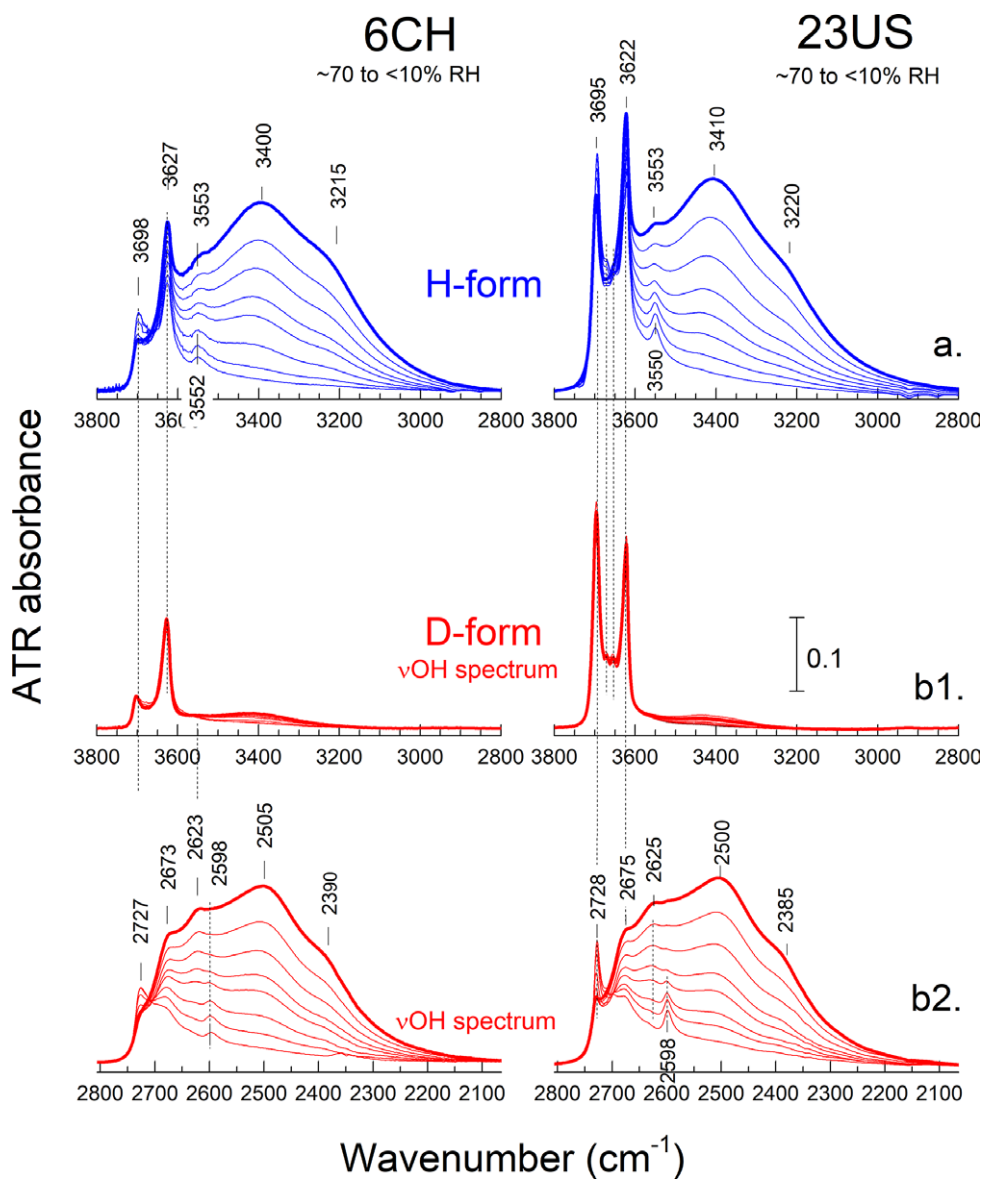 6CH
~70 to <10% RH
23US
~70 to <10% RH
3698
3627
3553
3400
3215
3695
3622
3553
3410
3220
H-form
a.
3552
3550
3800 3600 3400 3200 3000 2800
3800 3600 3400 3200 3000 2800
ATR absorbance
D-form
νOH spectrum
0.1
b1.
3800 3600 3400 3200 3000 2800
3800 3600 3400 3200 3000 2800
2727
2673
2623
2598
2505
2390
2728
2675
2625
2500
2385
νOH spectrum
b2.
2598
2800 2700 2600 2500 2400 2300 2200 2100
2800 2700 2600 2500 2400 2300 2200 2100
Wavenumber (cm⁻¹)